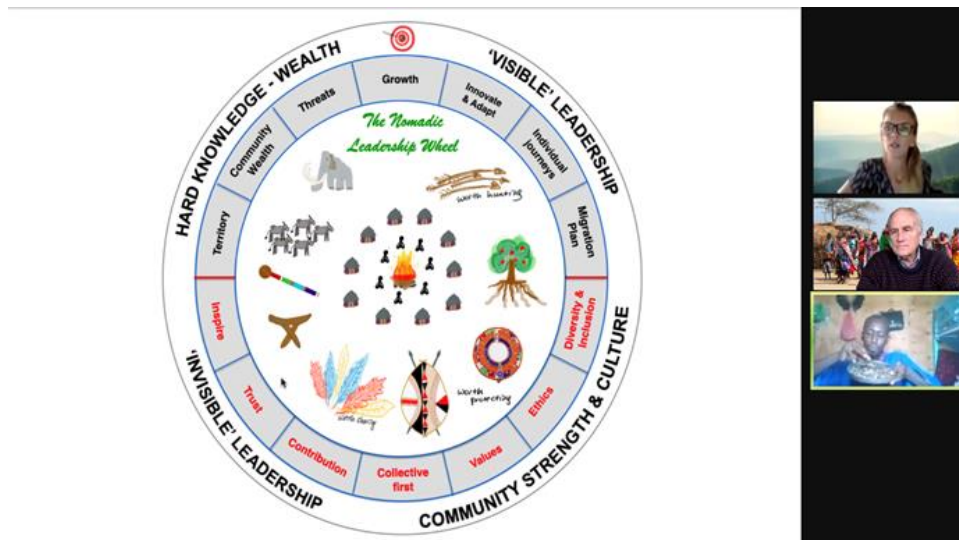 HARD KNOWLEDGE - WEALTH
'VISIBLE' LEADERSHIP
Growth
Threats
Innovate
& Adapt
Community
Wealth
Individual
journeys
Territory
Migration
Plan
The Nomadic
Leadership Wheel
worth hunting
Inspire
Diversity &
Inclusion
worth
protecting
Trust
Ethics
Contribution
Values
Collective
first
'INVISIBLE' LEADERSHIP
COMMUNITY STRENGTH & CULTURE